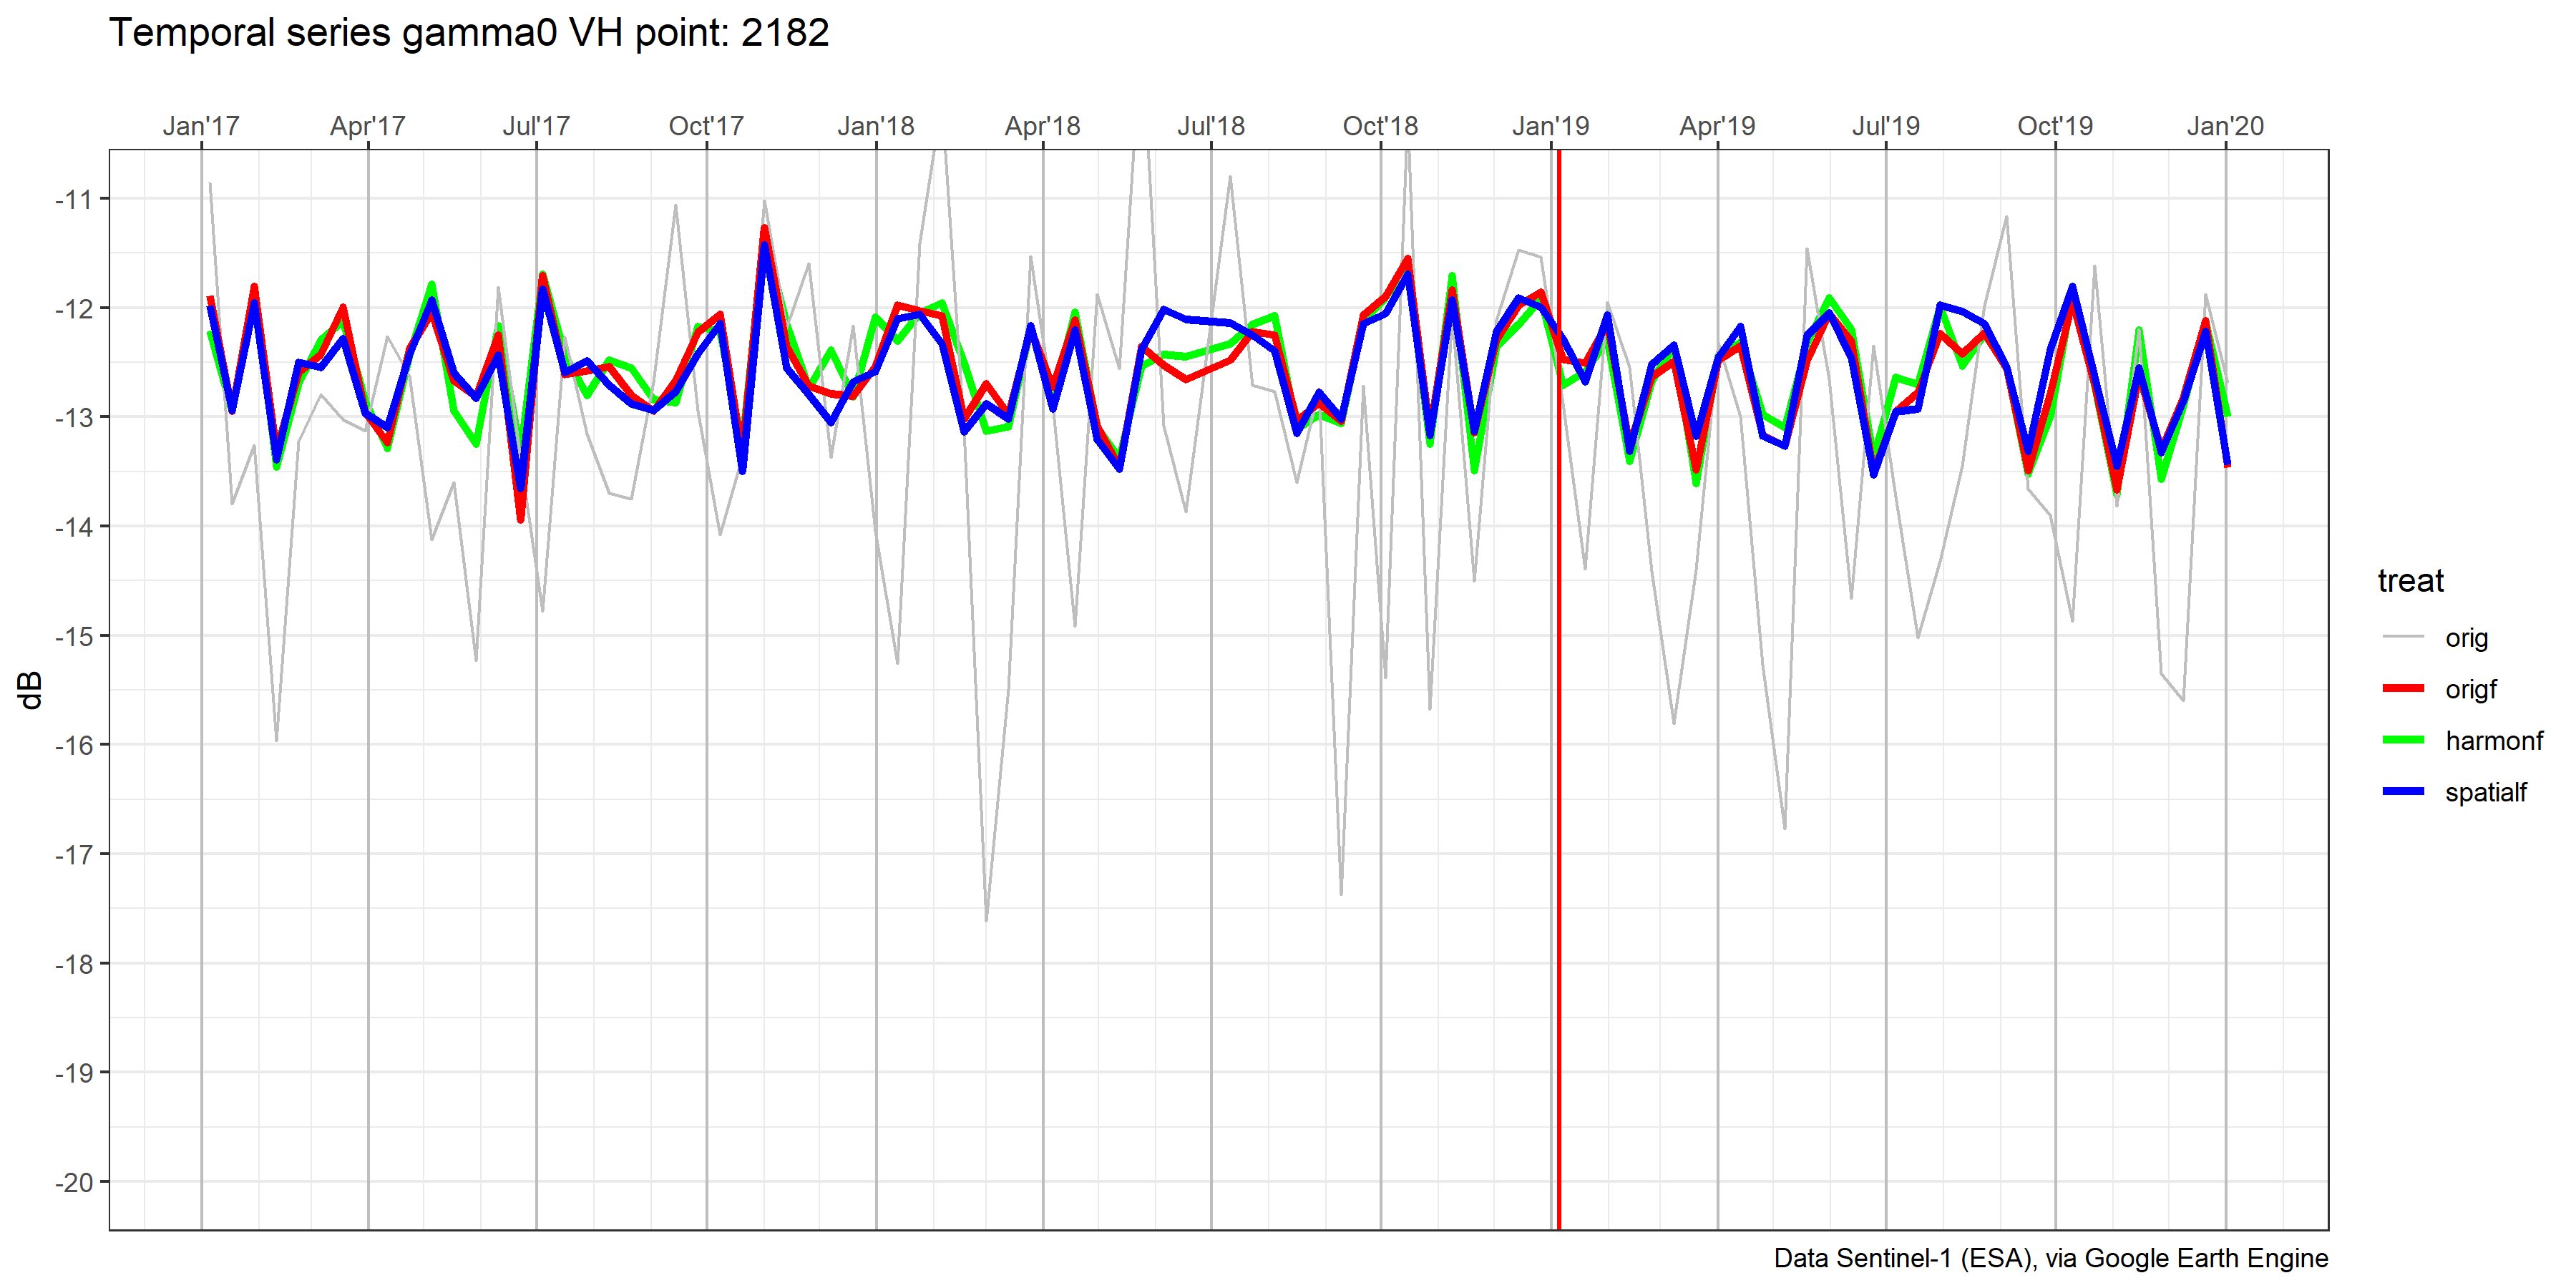 Temporal series gamma0 VH point: 2182
Jan'17 Apr'17 Jul'17 Oct'17 Jan'18 Apr'18 Jul'18 Oct'18 Jan'19 Apr'19 Jul'19 Oct'19 Jan'20
-11
-12
-13
-14
-15
-16
-17
-18
-19
-20
dB
treat
orig
origf
harmonf
spatialf
Data Sentinel-1 (ESA), via Google Earth Engine